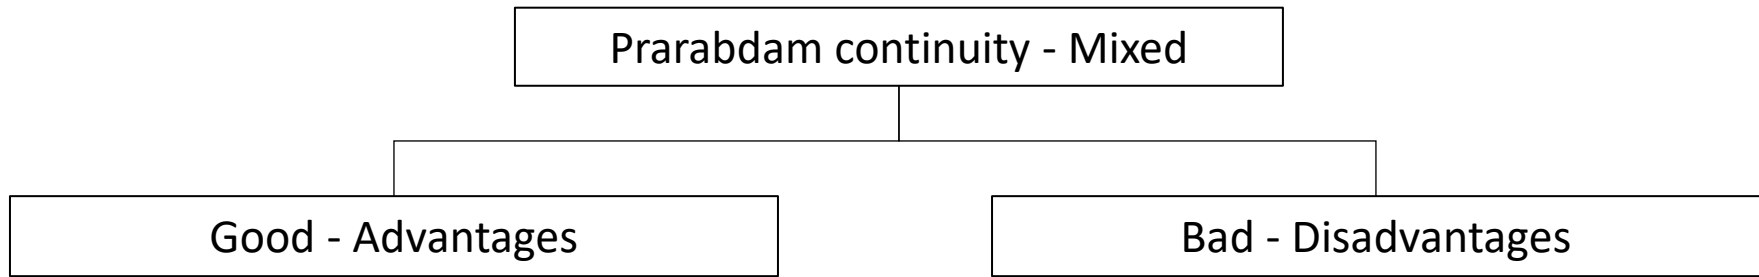 Prarabdam continuity - Mixed
Good - Advantages
Bad - Disadvantages